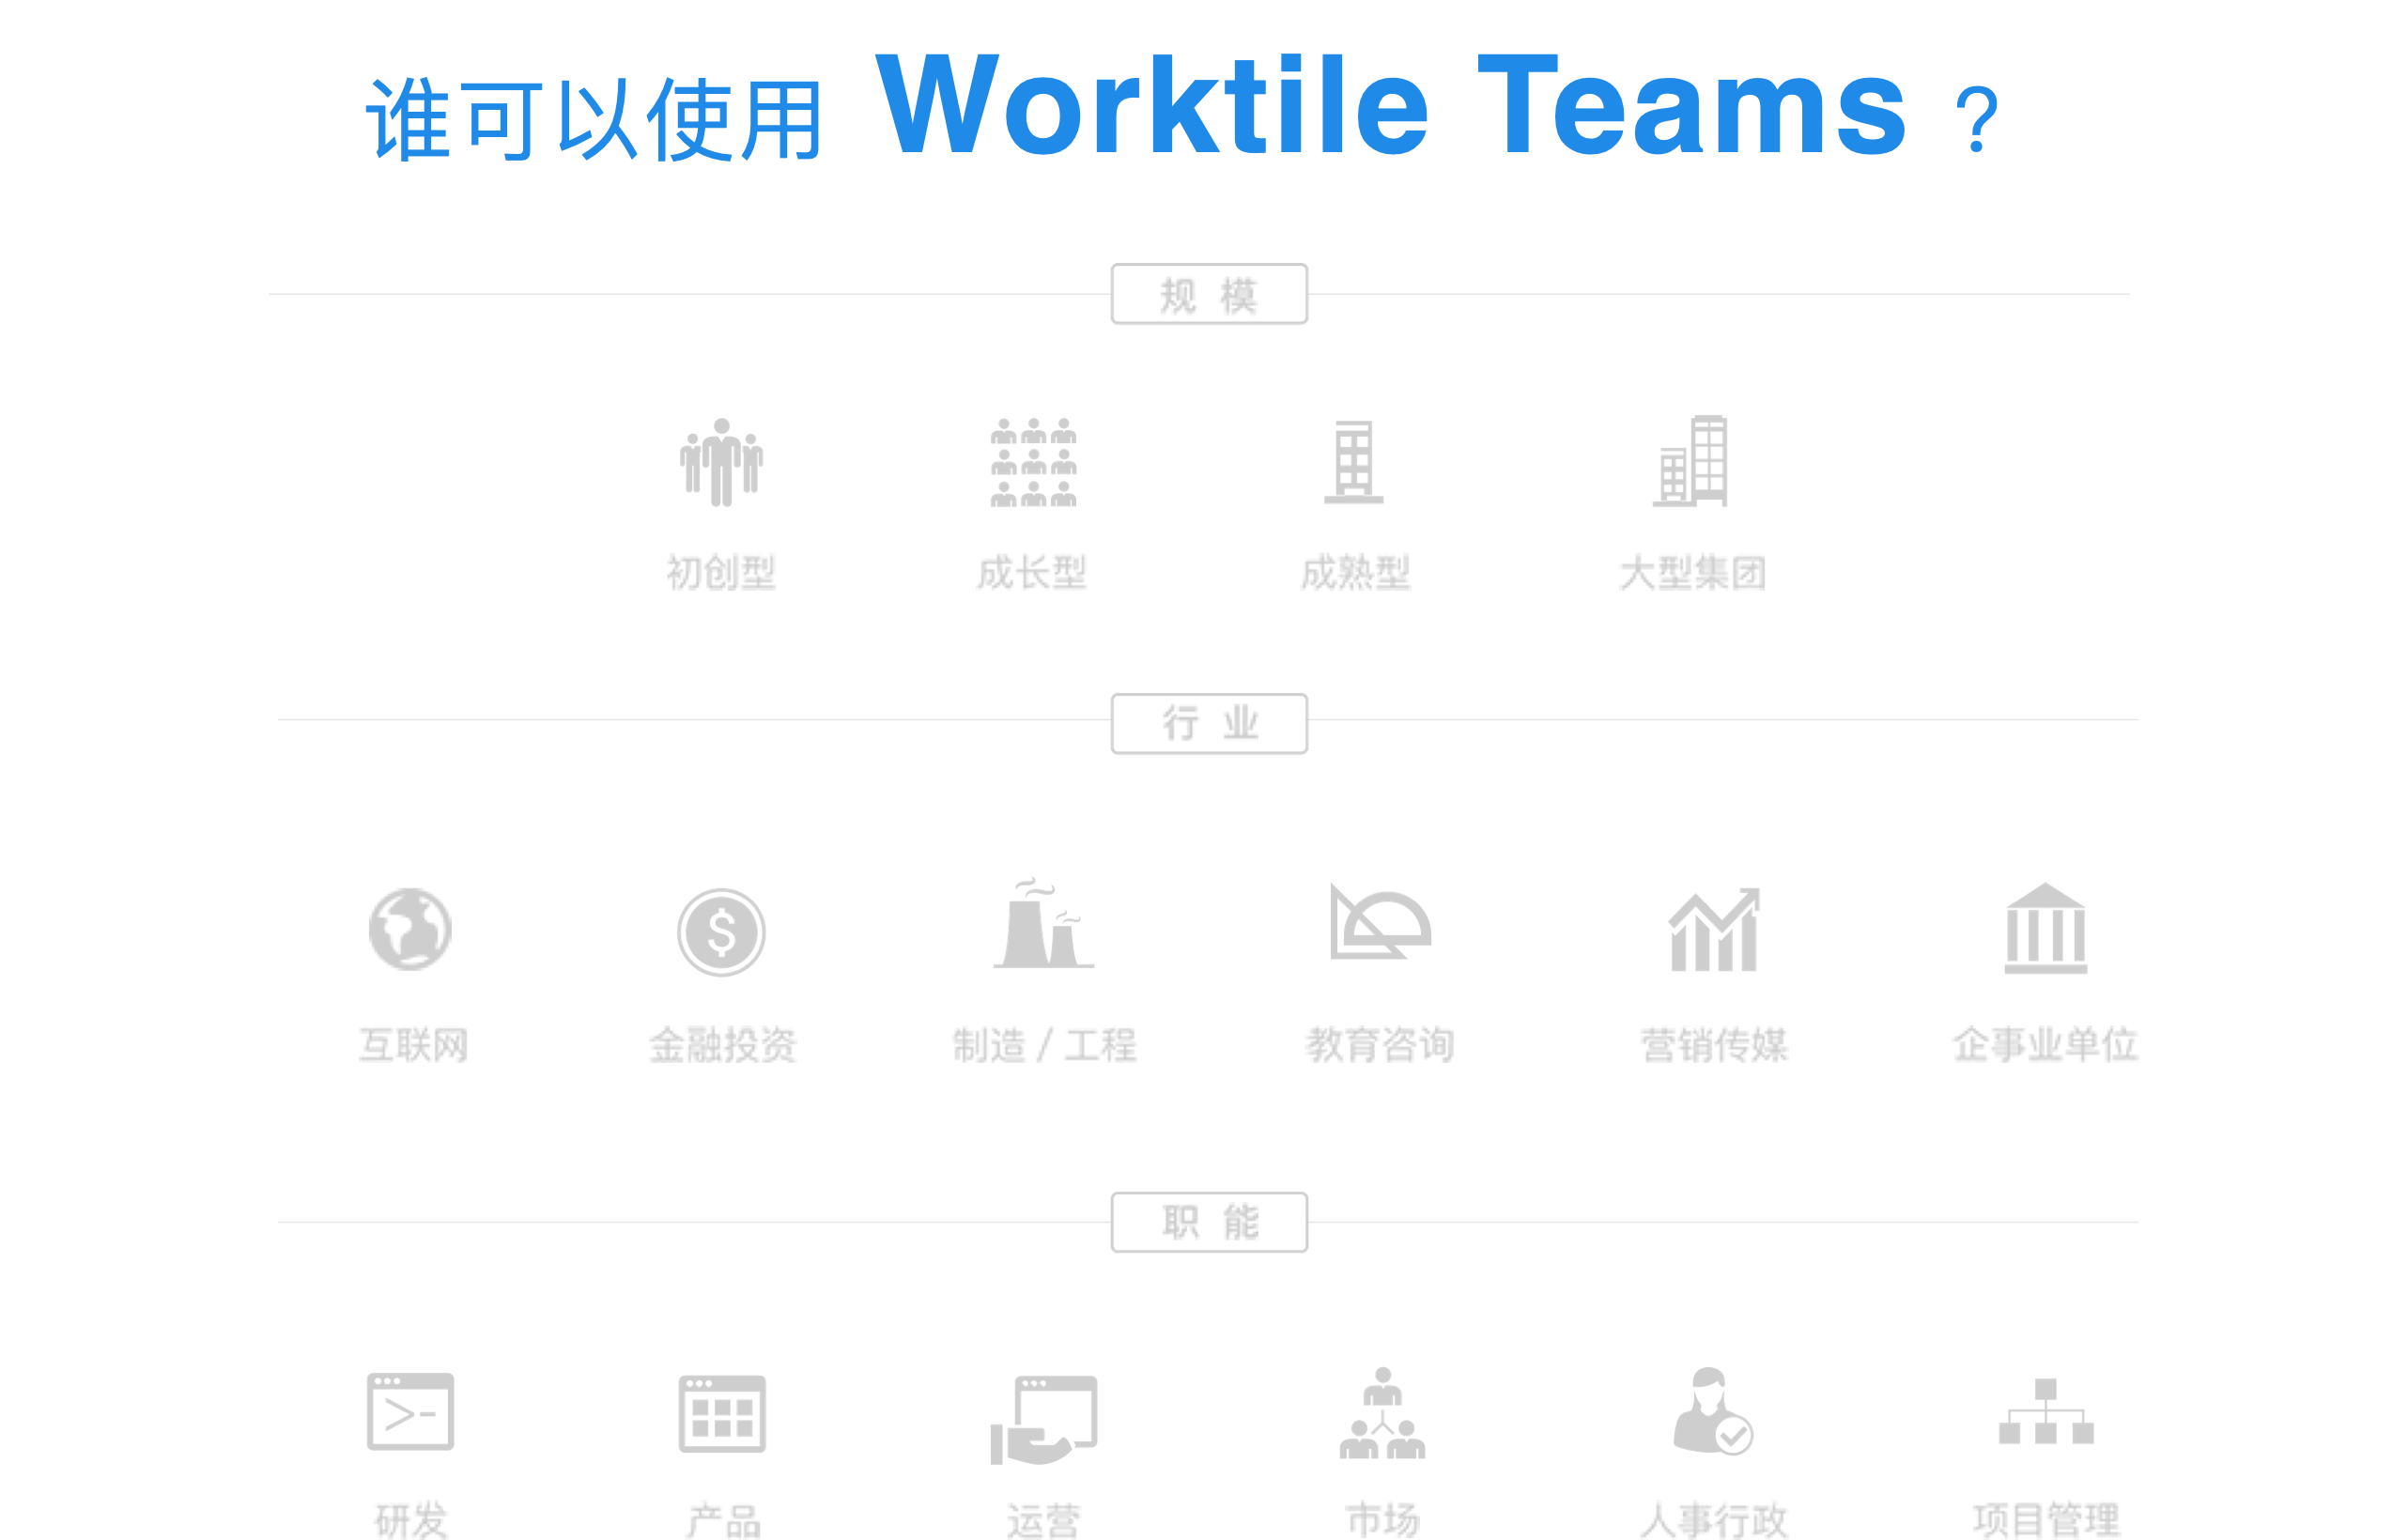 谁可以使用 Worktile Teams ?
规 模
初创型 成长型 成熟型 大型集团
行 业
互联网 金融投资 制造 / 工程 教育咨询 营销传媒 企事业单位
职 能
研发 产品 运营 市场 人事行政 项目管理